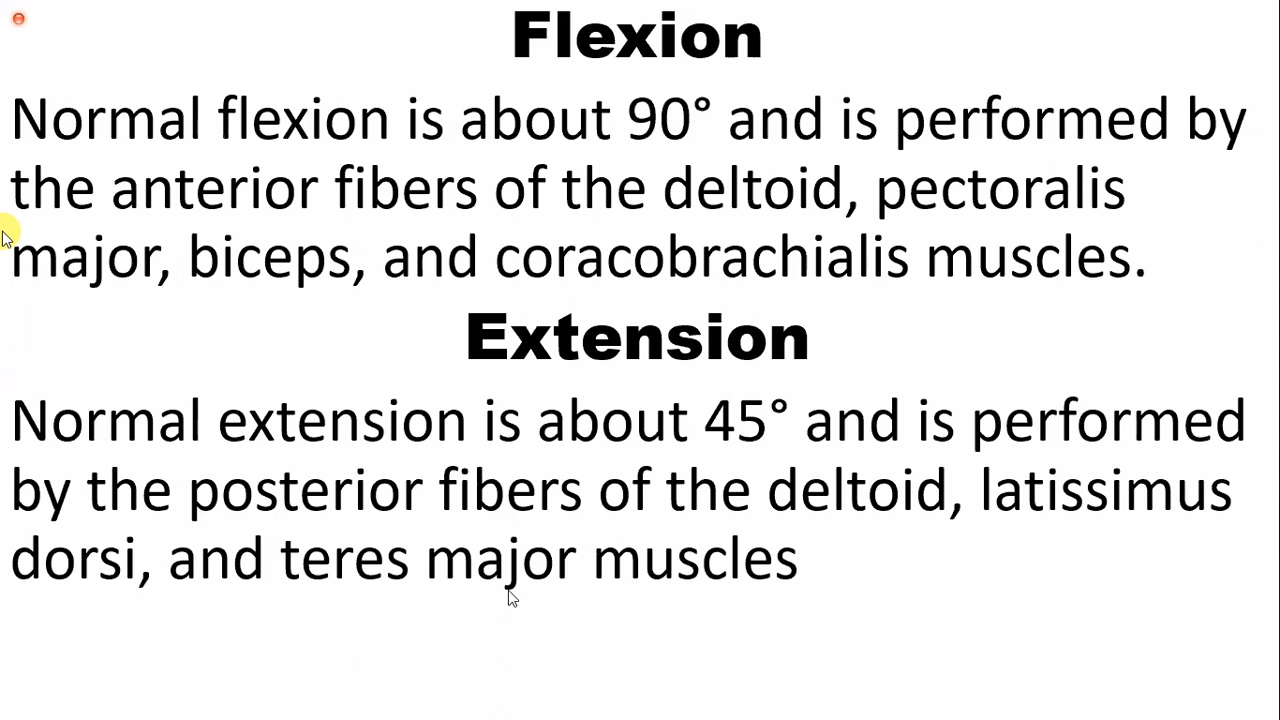 Flexion
Normal flexion is about 90° and is performed by
the anterior fibers of the deltoid, pectoralis
major, biceps, and coracobrachialis muscles.
Extension
Normal extension is about 45° and is performed
by the posterior fibers of the deltoid, latissimus
dorsi, and teres major muscles